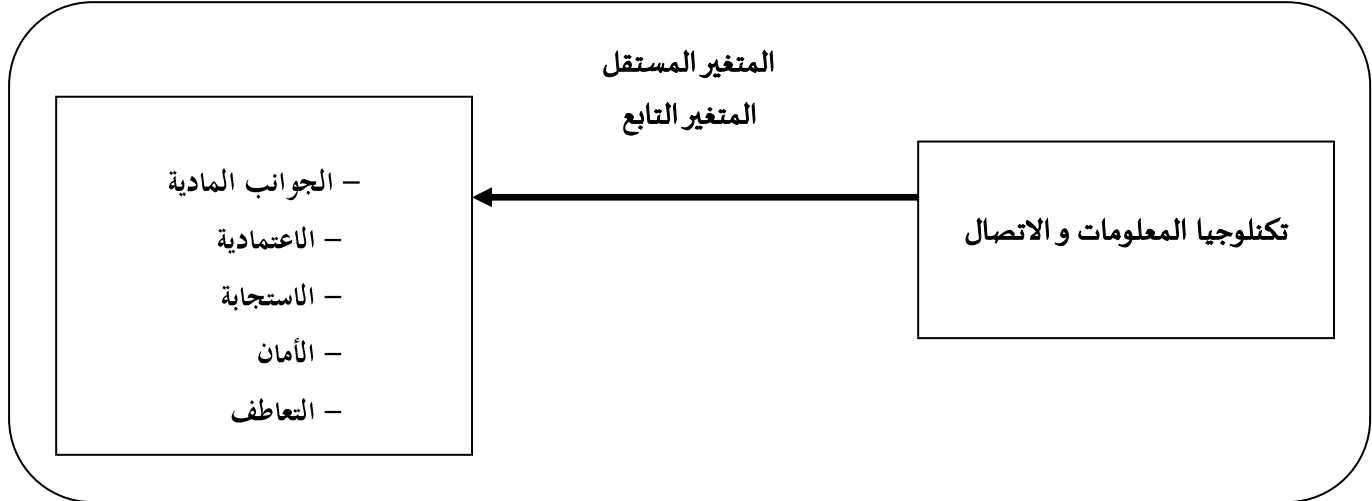 المتغير المستقل
المتغير التابع
تكنلوجيا المعلومات و الاتصال
– الجوانب المادية
– الاعتمادية
– الاستجابة
– الأمان
– التعاطف